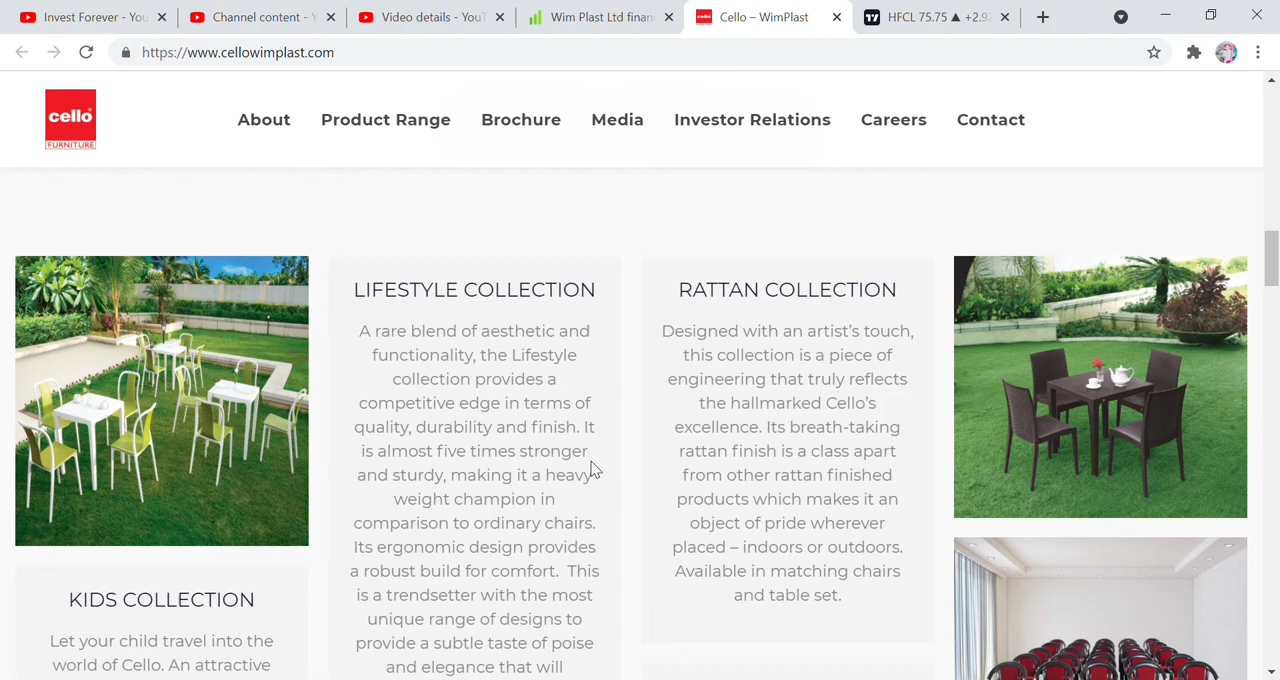 Invest Forever - You
Channel content - Y
Video details - YouT
Wim Plast Ltd finan
Cello – WimPlast
HFCL 75.75 ▲ +2.92
https://www.cellowimplast.com
cello
FURNITURE
About
Product Range
Brochure
Media
Investor Relations
Careers
Contact
LIFESTYLE COLLECTION
A rare blend of aesthetic and
functionality, the Lifestyle
collection provides a
competitive edge in terms of
quality, durability and finish. It
is almost five times stronger
and sturdy, making it a heavy
weight champion in
comparison to ordinary chairs.
Its ergonomic design provides
a robust build for comfort. This
is a trendsetter with the most
unique range of designs to
provide a subtle taste of poise
and elegance that will
RATTAN COLLECTION
Designed with an artist's touch,
this collection is a piece of
engineering that truly reflects
the hallmarked Cello's
excellence. Its breath-taking
rattan finish is a class apart
from other rattan finished
products which makes it an
object of pride wherever
placed – indoors or outdoors.
Available in matching chairs
and table set.
KIDS COLLECTION
Let your child travel into the
world of Cello. An attractive